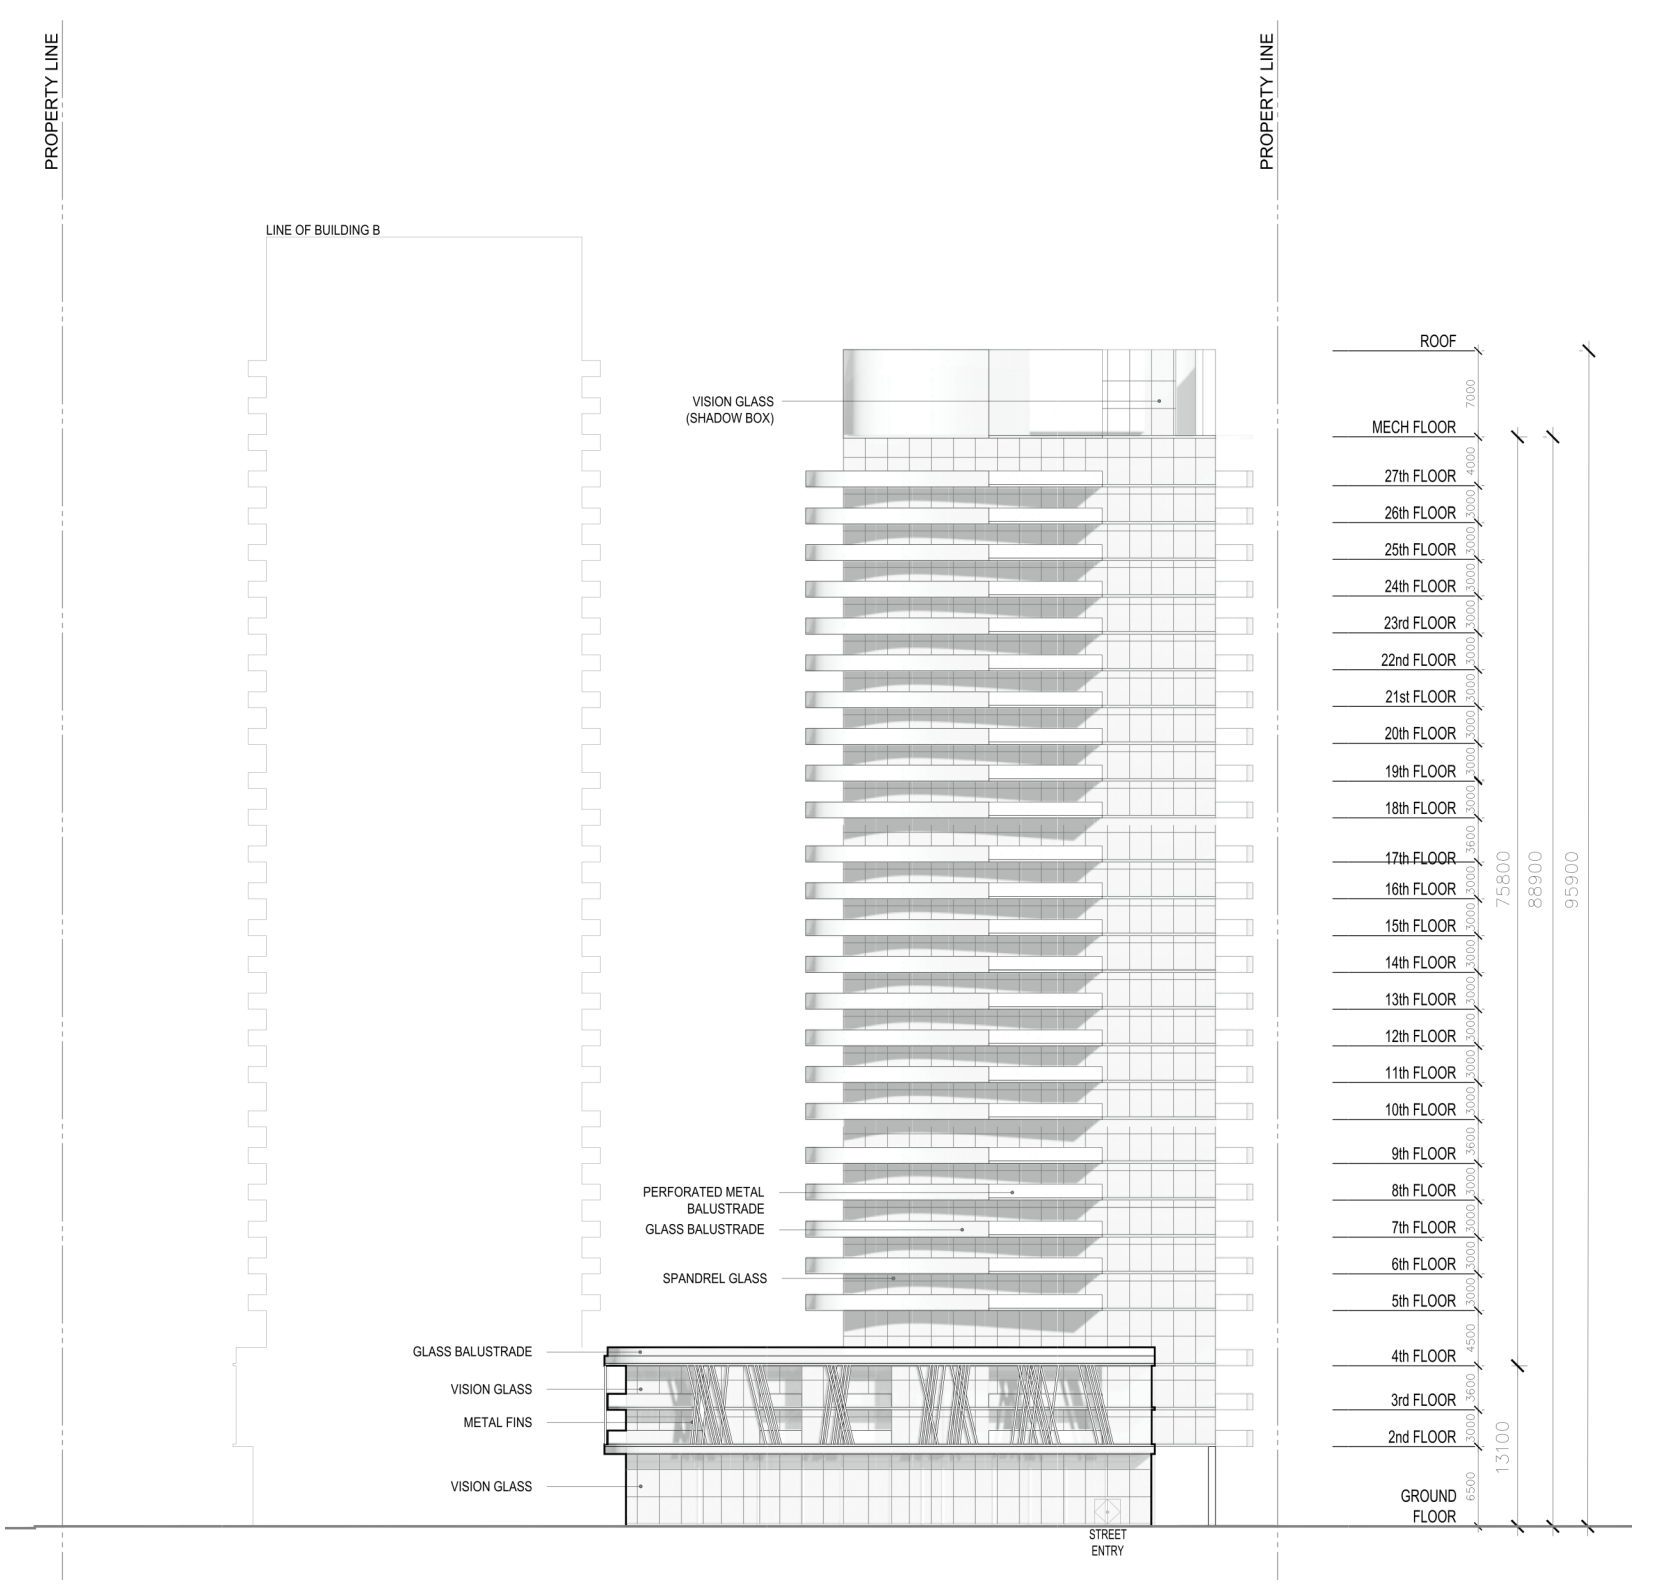 PROPERTY LINE
PROPERTY LINE
LINE OF BUILDING B
VISION GLASS
(SHADOW BOX)
PERFORATED METAL
BALUSTRADE
GLASS BALUSTRADE
SPANDREL GLASS
GLASS BALUSTRADE
VISION GLASS
METAL FINS
VISION GLASS
STREET
ENTRY
ROOF
7000
MECH FLOOR
4000
27th FLOOR
3000
26th FLOOR
3000
25th FLOOR
3000
24th FLOOR
3000
23rd FLOOR
3000
22nd FLOOR
3000
21st FLOOR
3000
20th FLOOR
3000
19th FLOOR
3000
18th FLOOR
3600
17th FLOOR
3000
16th FLOOR
3000
15th FLOOR
3000
14th FLOOR
3000
13th FLOOR
3000
12th FLOOR
3000
11th FLOOR
3000
10th FLOOR
3600
9th FLOOR
3000
8th FLOOR
3000
7th FLOOR
3000
6th FLOOR
3000
5th FLOOR
4500
4th FLOOR
3600
3rd FLOOR
3000
2nd FLOOR
6500
GROUND
FLOOR
75800
13100
88900
95900